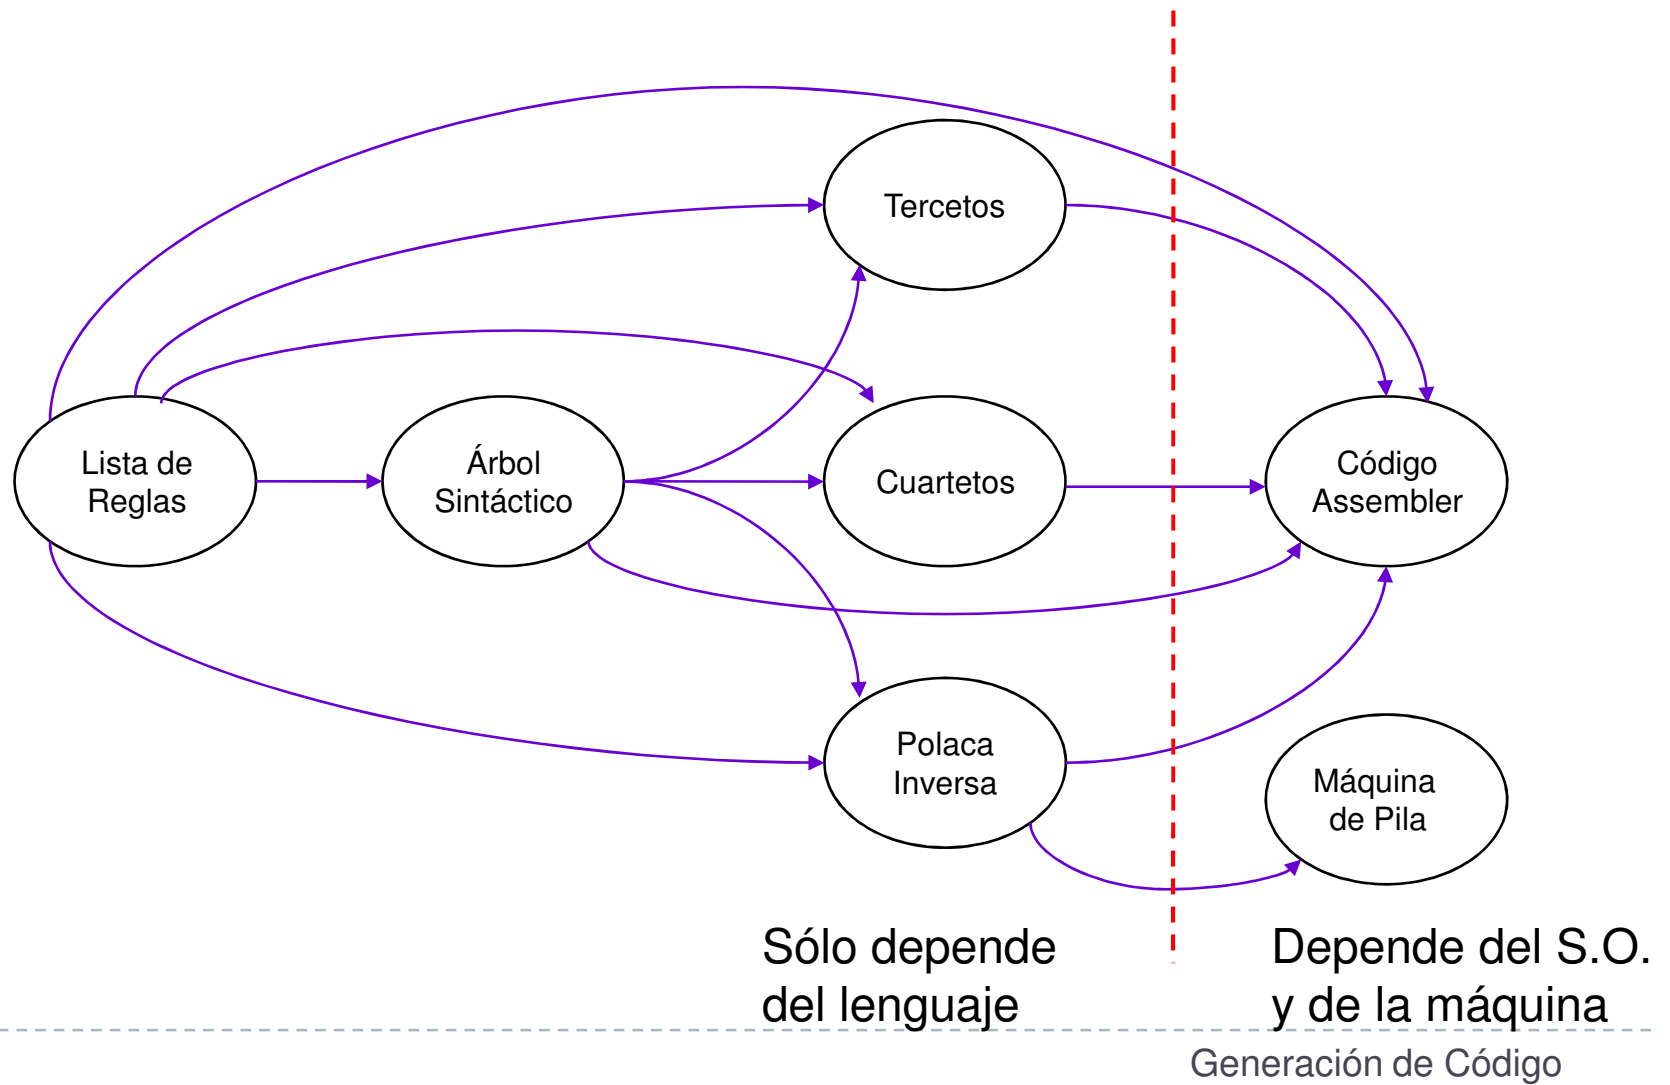 Tercetos
Lista de
Reglas
Árbol
Sintáctico
Cuartetos
Código
Assembler
Polaca
Inversa
Máquina
de Pila
Sólo depende
del lenguaje
Depende del S.O.
y de la máquina
Generación de Código